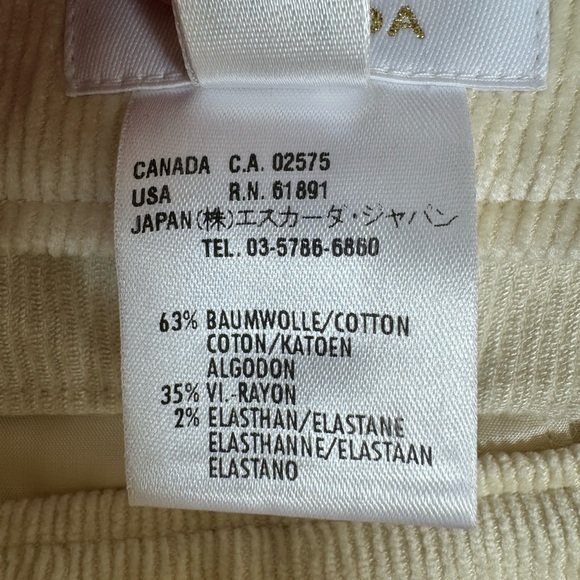 DA
CANADA C.A. 02575
USA R.N. 61891
JAPAN(株)エスカーダ・ジャパン
TEL. 03-5786-6860
63% BAUMWOLLE/COTTON
COTON/KATOEN
ALGODON
35% VI.-RAYON
2% ELASTHAN/ELASTANE
ELASTHANNE/ELASTAAN
ELASTANO